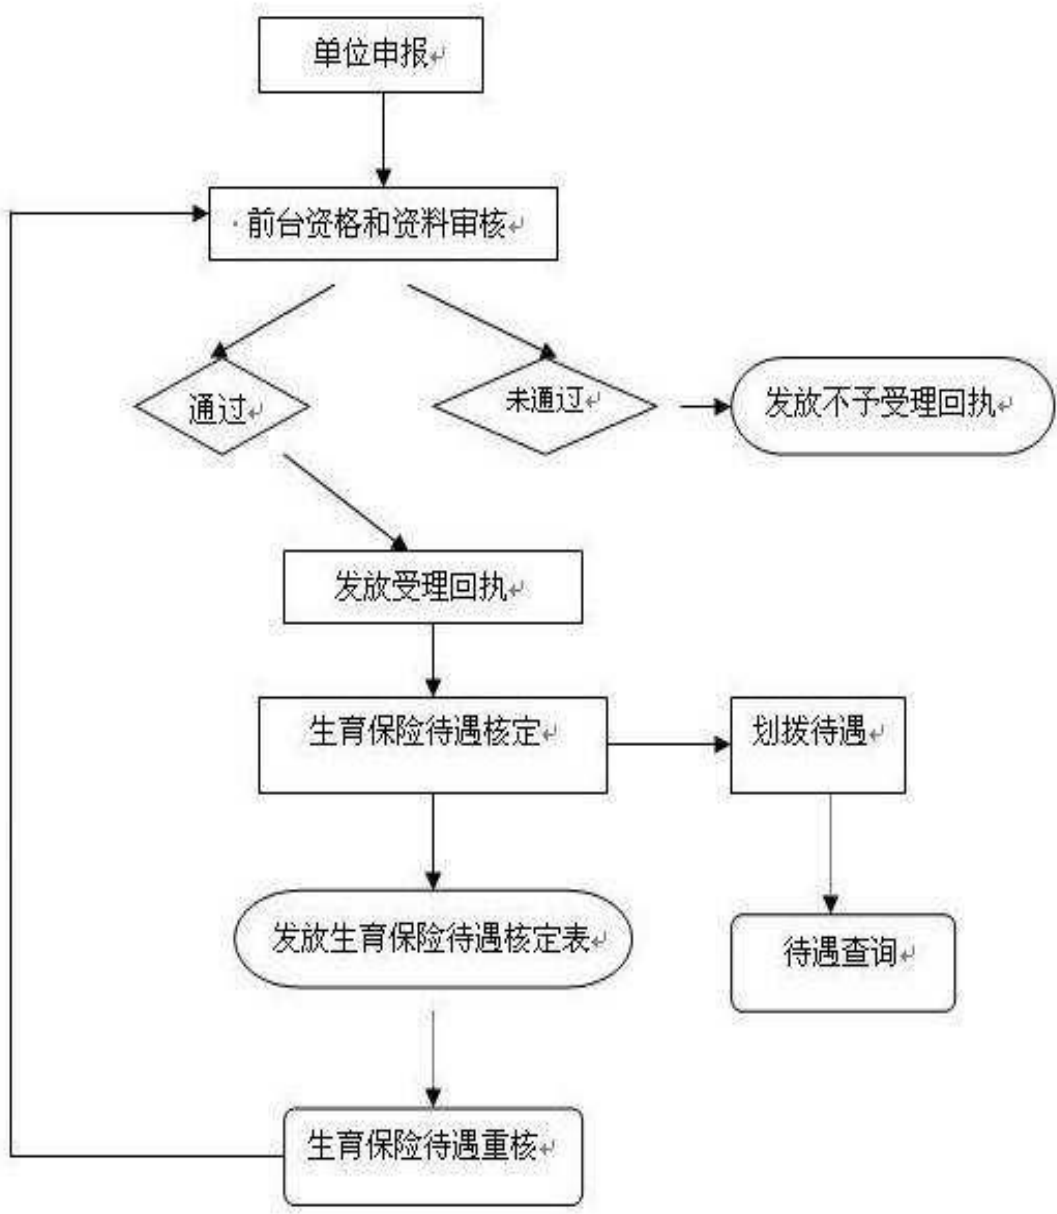 单位申报
前台资格和资料审核
通过
未通过
发放不予受理回执
发放受理回执
生育保险待遇核定
划拨待遇
发放生育保险待遇核定表
待遇查询
生育保险待遇重核